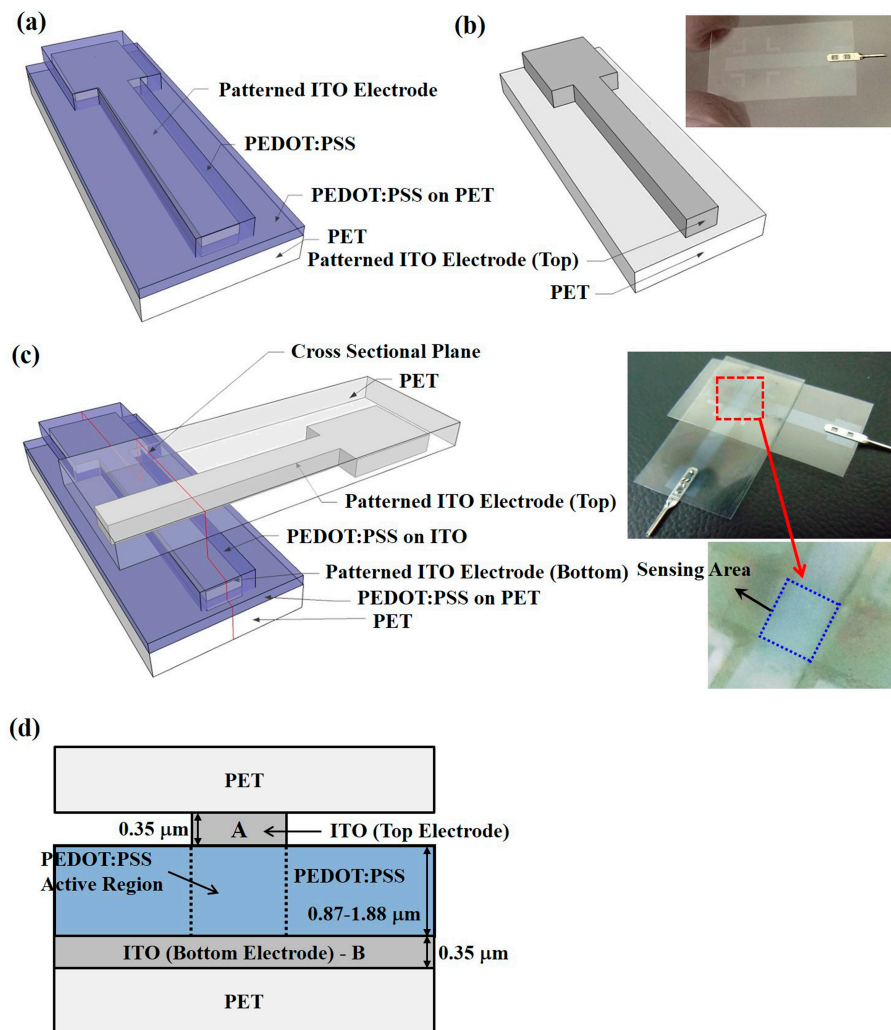 (a)
Patterned ITO Electrode
PEDOT:PSS
PEDOT:PSS on PET
PET
(b)
Patterned ITO Electrode (Top)
PET
(c)
Cross Sectional Plane
PET
Patterned ITO Electrode (Top)
PEDOT:PSS on ITO
Patterned ITO Electrode (Bottom)
PEDOT:PSS on PET
PET
Sensing Area
(d)
PET
0.35 μm
A
ITO (Top Electrode)
PEDOT:PSS
Active Region
PEDOT:PSS
0.87-1.88 μm
ITO (Bottom Electrode) - B
0.35 μm
PET